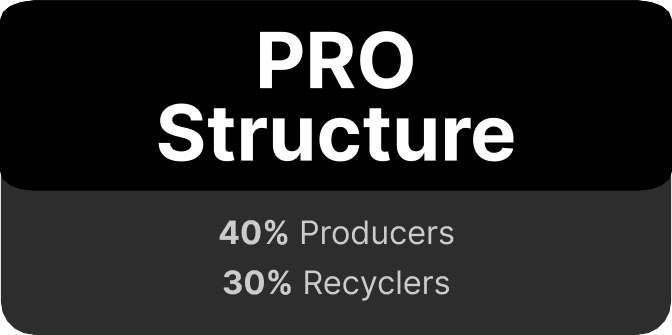 PRO
Structure
40% Producers
30% Recyclers